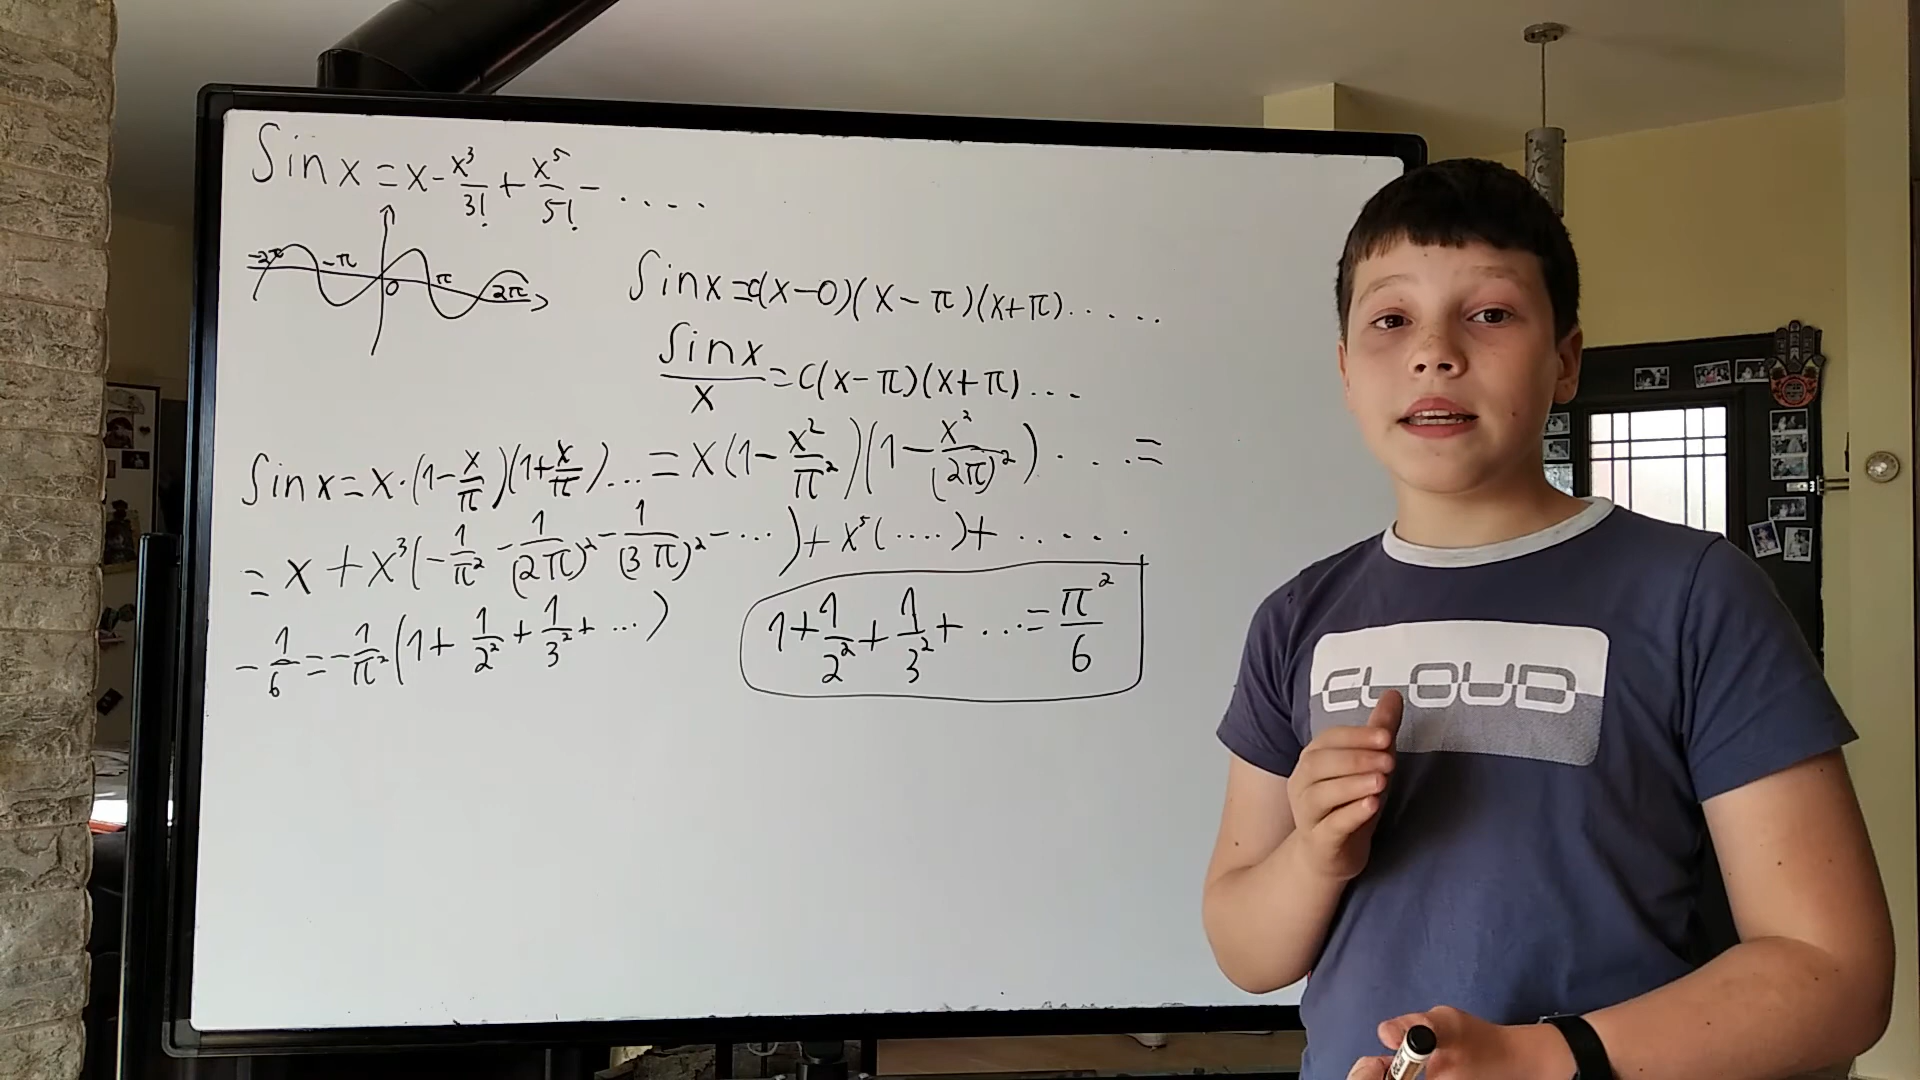 Sin x = x - x³/3! + x⁵/5! - ....
-2π -π 0 π 2π
Sin x = c(x-0)(x-π)(x+π).....
Sin x/x = C(x-π)(x+π)...
Sin x = x·(1-x/π)(1+x/π)... = x(1-x²/π²)(1-x²/(2π)²)....=
= x + x³(-1/π² - 1/(2π)² - 1/(3π)² - ...) + x⁵(....) + .....
-1/6 = -1/π²(1 + 1/2² + 1/3² + ...)
1 + 1/2² + 1/3² + ... = π²/6
CLOUD